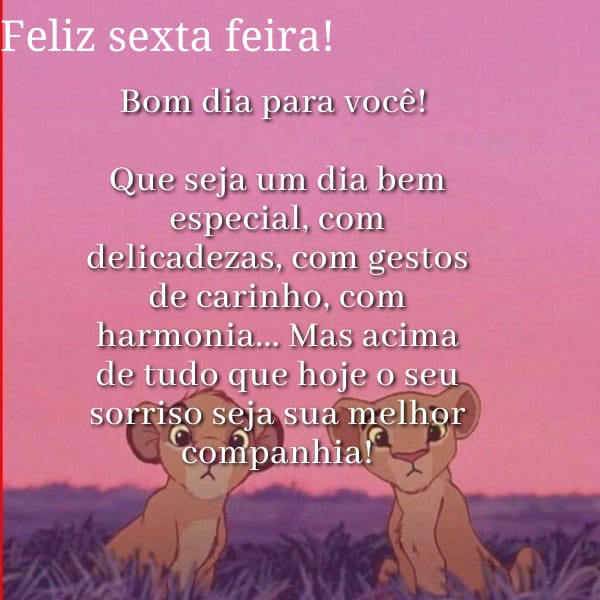 Feliz sexta feira!
Bom dia para você!
Que seja um dia bem
especial, com
delicadezas, com gestos
de carinho, com
harmonia... Mas acima
de tudo que hoje o seu
sorriso seja sua melhor
companhia!